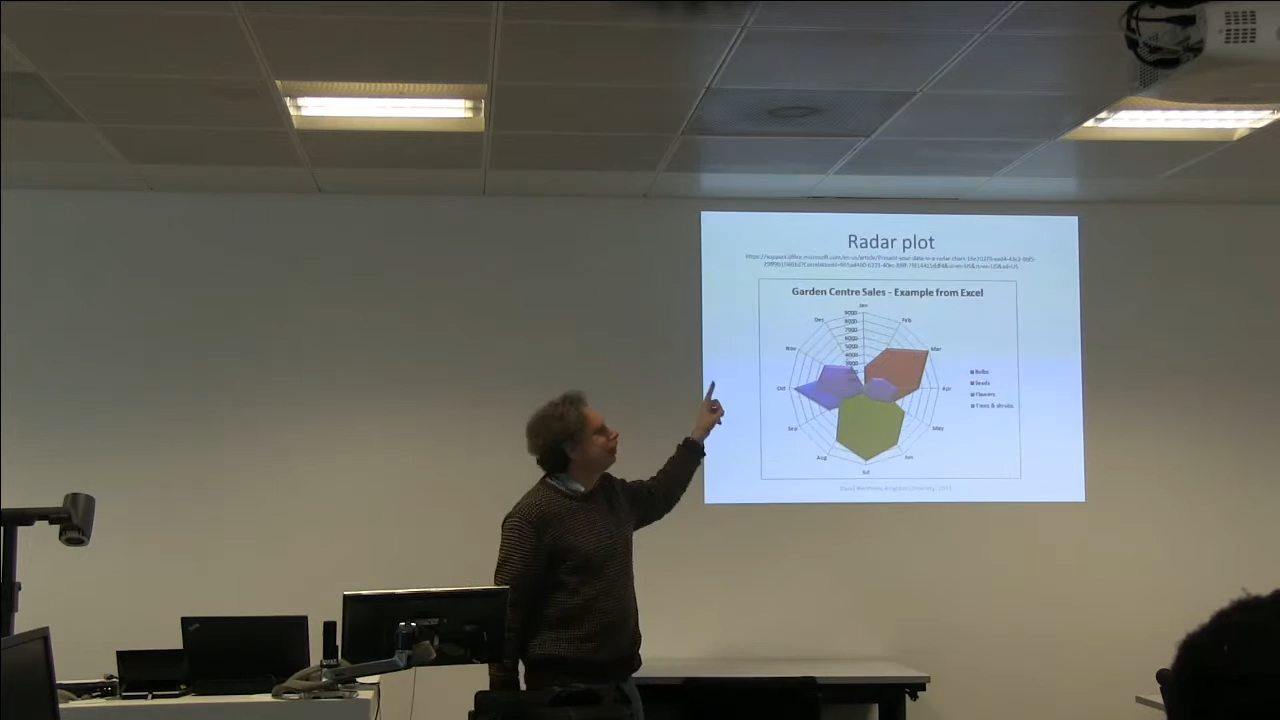 Radar plot
Garden Centre Sales - Example from Excel
Jan
Dec
Feb
9000
8000
7000
6000
5000
4000
Nov
Mar
Bulbs
Seeds
Oct
Apr
Flowers
Trees & shrubs
Sep
May
Aug
Jun
Jul